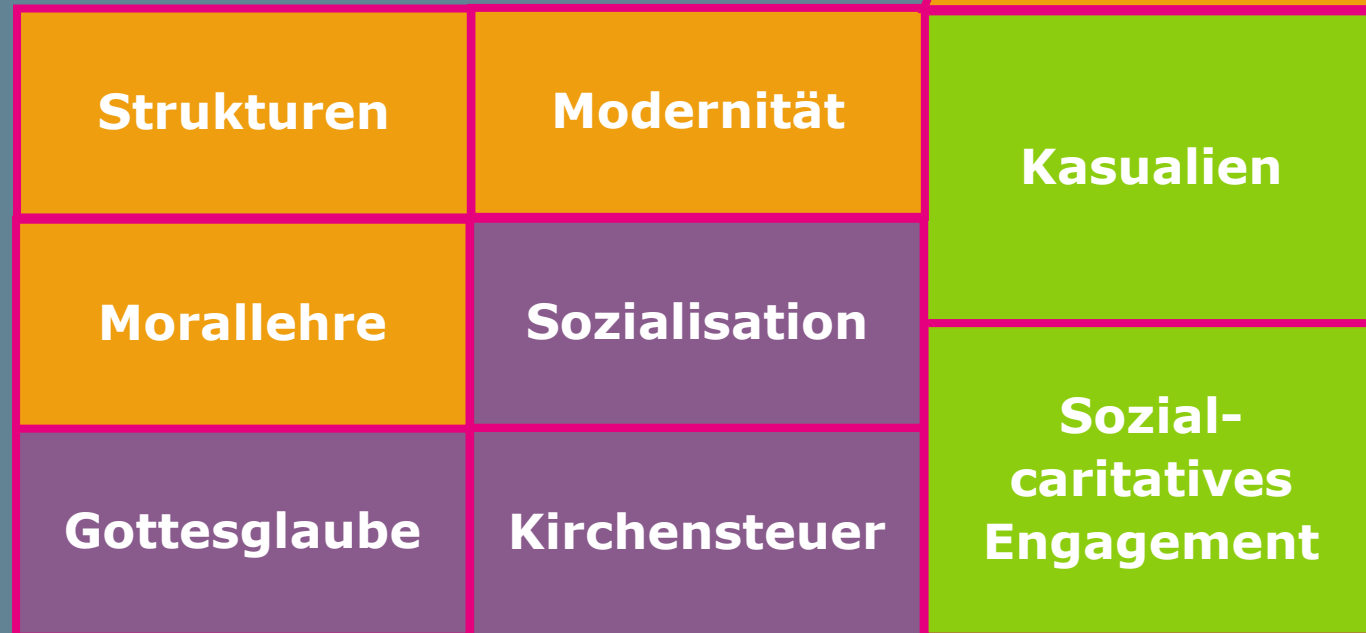 Strukturen
Modernität
Kasualien
Morallehre
Sozialisation
Sozial-
caritatives
Engagement
Gottesglaube
Kirchensteuer